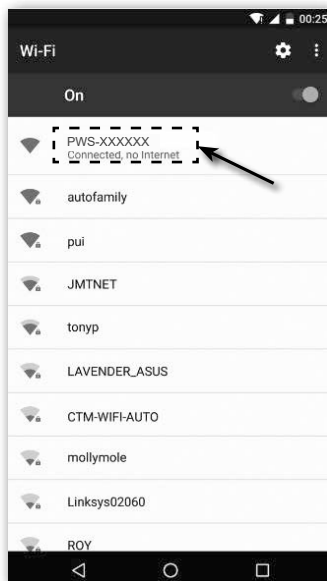 00:25
Wi-Fi
On
PWS-XXXXXX
Connected, no Internet
autofamily
pui
JMTNET
tonyp
LAVENDER_ASUS
CTM-WIFI-AUTO
mollymole
Linksys02060
ROY